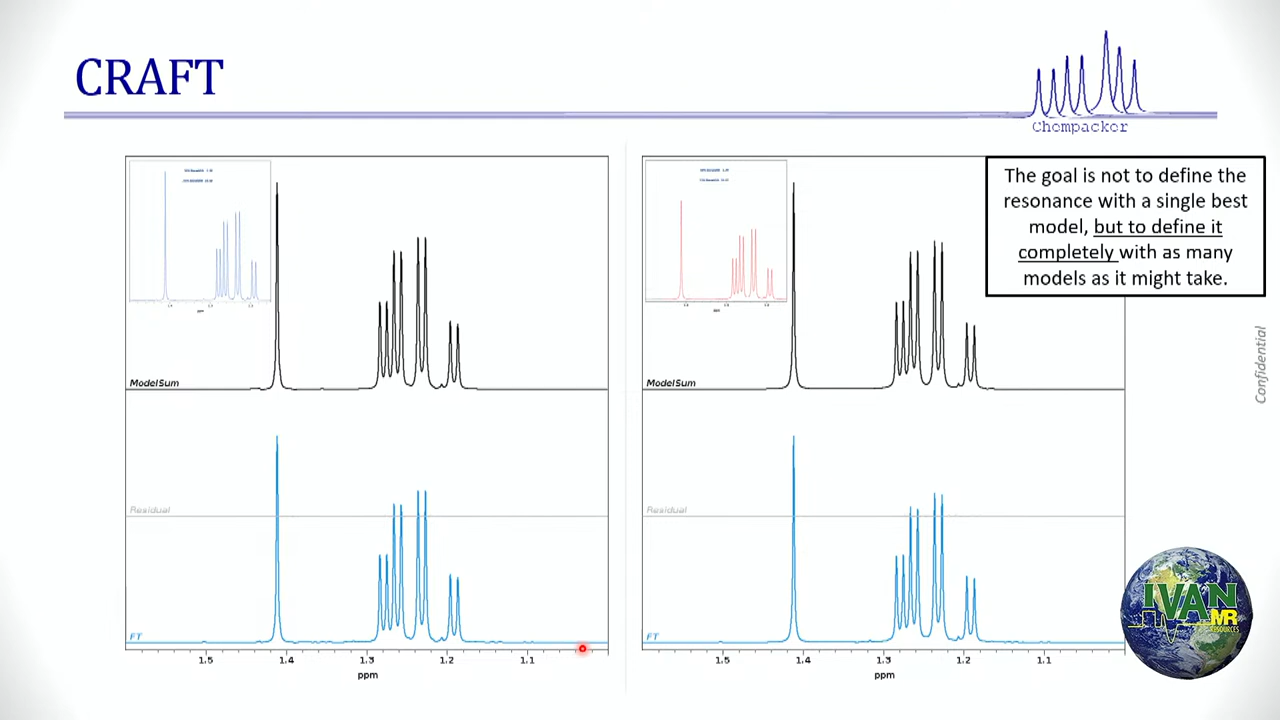 CRAFT
Chempacker
The goal is not to define the
resonance with a single best
model, but to define it
completely with as many
models as it might take.
Confidential
ModelSum
Residual
FT
1.5 1.4 1.3 1.2 1.1
ppm
ModelSum
Residual
FT
1.5 1.4 1.3 1.2 1.1
ppm
IVAN
MR
RESOURCES